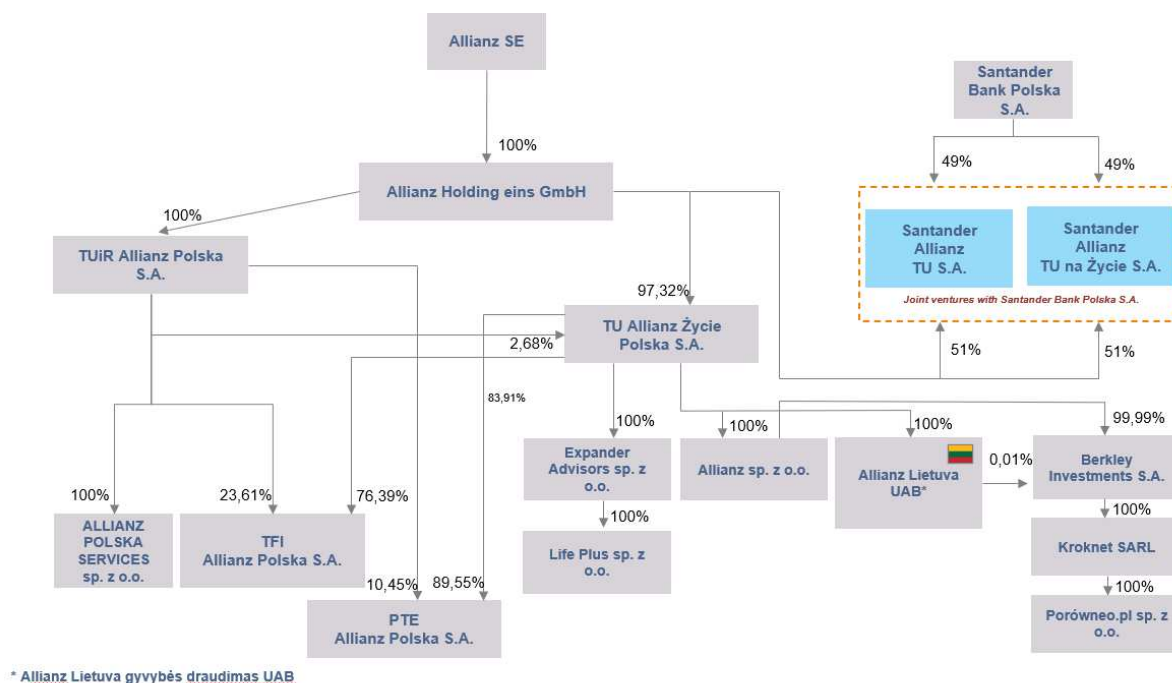 Allianz SE
Santander
Bank Polska
S.A.
100%
49%
49%
Allianz Holding eins GmbH
100%
Santander
Allianz
TU S.A.
Santander
Allianz
TU na Życie S.A.
Joint ventures with Santander Bank Polska S.A.
TUiR Allianz Polska
S.A.
97,32%
TU Allianz Życie
Polska S.A.
2,68%
51%
51%
83,91%
100%
100%
100%
99,99%
Expander
Advisors sp. z
o.o.
Allianz sp. z o.o.
Allianz Lietuva
UAB*
0,01%
Berkley
Investments S.A.
100%
23,61%
76,39%
100%
100%
ALLIANZ
POLSKA
SERVICES
sp. z o.o.
TFI
Allianz Polska S.A.
Life Plus sp. z
o.o.
Kroknet SARL
10,45%
89,55%
100%
PTE
Allianz Polska S.A.
Porówneo.pl sp. z
o.o.
* Allianz Lietuva gyvybės draudimas UAB